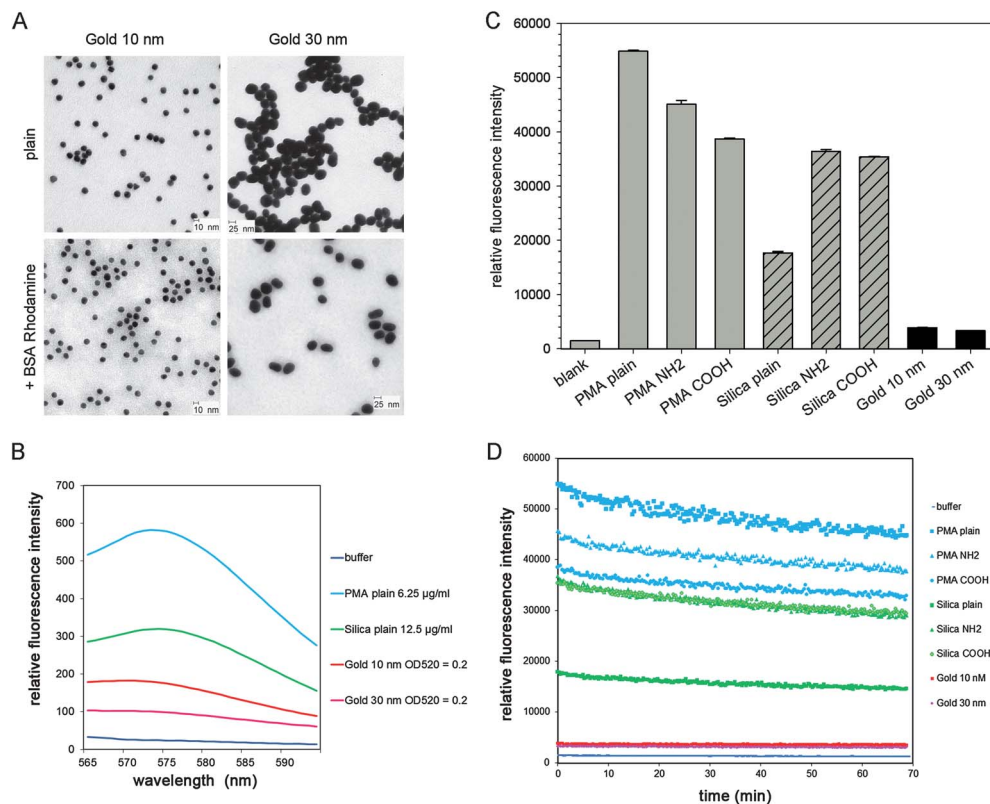 A
Gold 10 nm
Gold 30 nm
plain
10 nm
25 nm
+ BSA Rhodamine
10 nm
25 nm
B
relative fluorescence intensity
700
600
500
400
300
200
100
0
565
570
575
580
585
590
wavelength (nm)
buffer
PMA plain 6.25 µg/ml
Silica plain 12.5 µg/ml
Gold 10 nm OD520 = 0.2
Gold 30 nm OD520 = 0.2
C
relative fluorescence intensity
60000
50000
40000
30000
20000
10000
0
blank
PMA plain
PMA NH2
PMA COOH
Silica plain
Silica NH2
Silica COOH
Gold 10 nm
Gold 30 nm
D
relative fluorescence intensity
60000
50000
40000
30000
20000
10000
0
0
10
20
30
40
50
60
70
time (min)
buffer
PMA plain
PMA NH2
PMA COOH
Silica plain
Silica NH2
Silica COOH
Gold 10 nM
Gold 30 nm